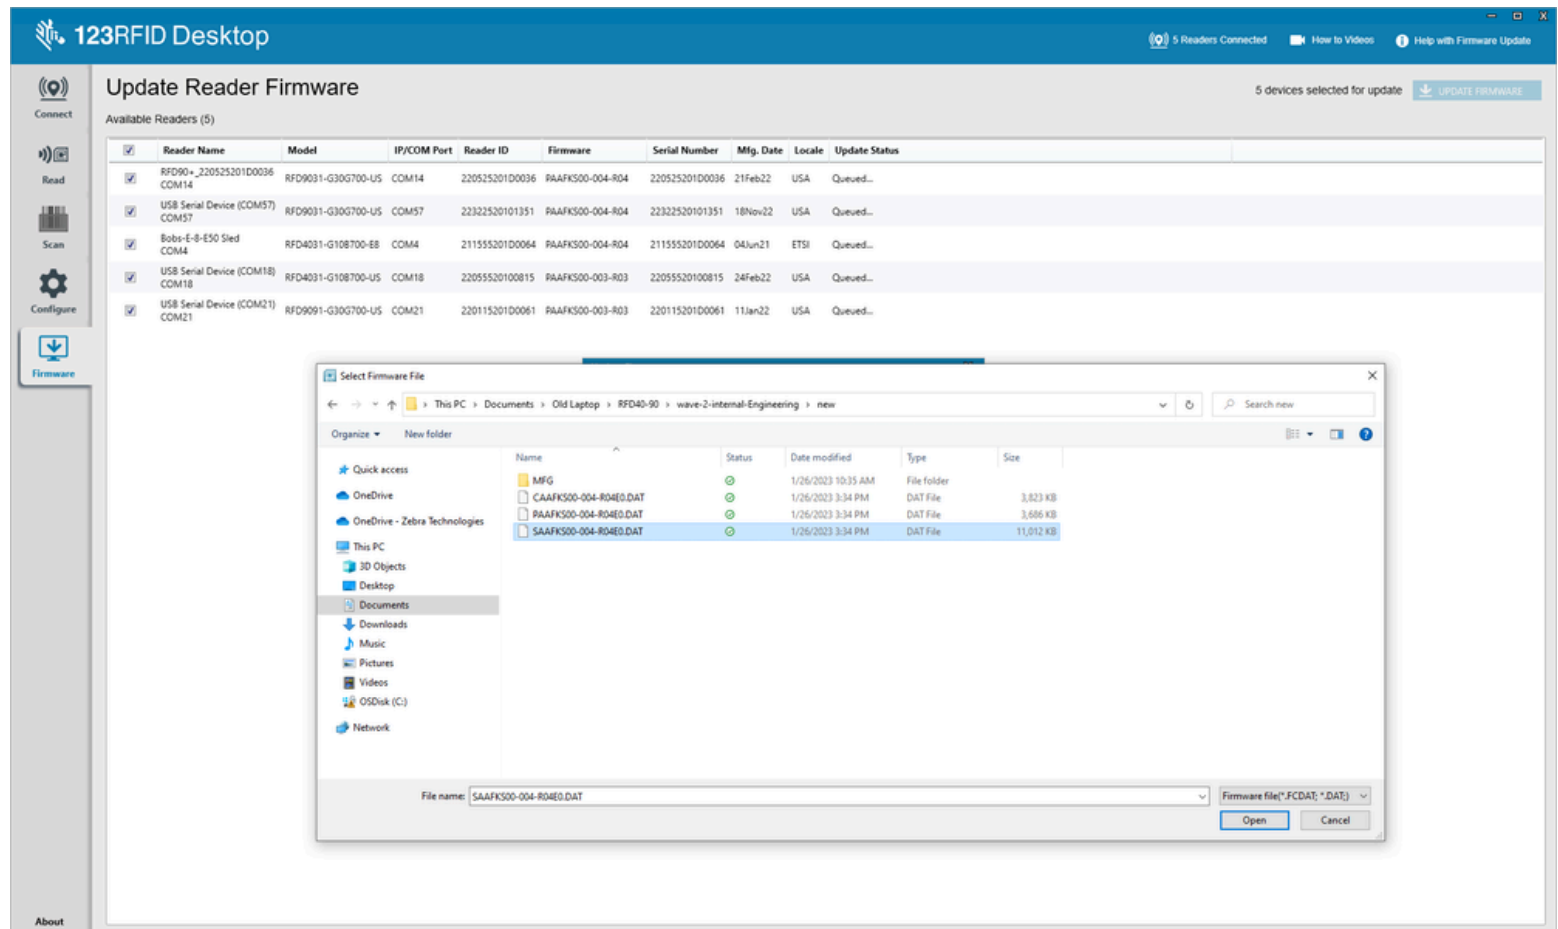 123RFID Desktop
5 Readers Connected How to Videos Help with Firmware Update
Connect
Read
Scan
Configure
Firmware
About
Update Reader Firmware
5 devices selected for update UPDATE FIRMWARE
Available Readers (5)
Reader Name Model IP/COM Port Reader ID Firmware Serial Number Mfg. Date Locale Update Status
RFD90+_220525201D0036 COM14 RFD9031-G30G700-US COM14 220525201D0036 PAAFKS00-004-R04 220525201D0036 21Feb22 USA Queued...
USB Serial Device (COM57) COM57 RFD9031-G30G700-US COM57 22322520101351 PAAFKS00-004-R04 22322520101351 18Nov22 USA Queued...
Bobs-E-8-E50 Sled COM4 RFD4031-G10B700-E8 COM4 211555201D0064 PAAFKS00-004-R04 211555201D0064 04Jun21 ETSI Queued...
USB Serial Device (COM18) COM18 RFD4031-G10B700-US COM18 22055520100815 PAAFKS00-003-R03 22055520100815 24Feb22 USA Queued...
USB Serial Device (COM21) COM21 RFD9091-G30G700-US COM21 220115201D0061 PAAFKS00-003-R03 220115201D0061 11Jan22 USA Queued...
Select Firmware File
This PC › Documents › Old Laptop › RFD40-90 › wave-2-internal-Engineering › new
Search new
Organize New folder
Quick access
OneDrive
OneDrive - Zebra Technologies
This PC
3D Objects
Desktop
Documents
Downloads
Music
Pictures
Videos
OSDisk (C:)
Network
Name Status Date modified Type Size
MFG 1/26/2023 10:35 AM File folder
CAAFKS00-004-R04E0.DAT 1/26/2023 3:34 PM DAT File 3,823 KB
PAAFKS00-004-R04E0.DAT 1/26/2023 3:34 PM DAT File 3,686 KB
SAAFKS00-004-R04E0.DAT 1/26/2023 3:34 PM DAT File 11,012 KB
File name: SAAFKS00-004-R04E0.DAT Firmware file(*.FCDAT; *.DAT;)
Open Cancel